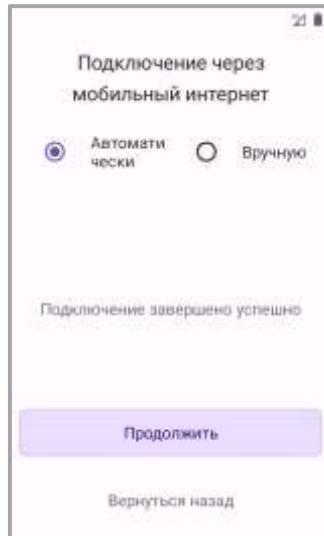 Подключение через
мобильный интернет
Автомати
чески
Вручную
Подключение завершено успешно
Продолжить
Вернуться назад